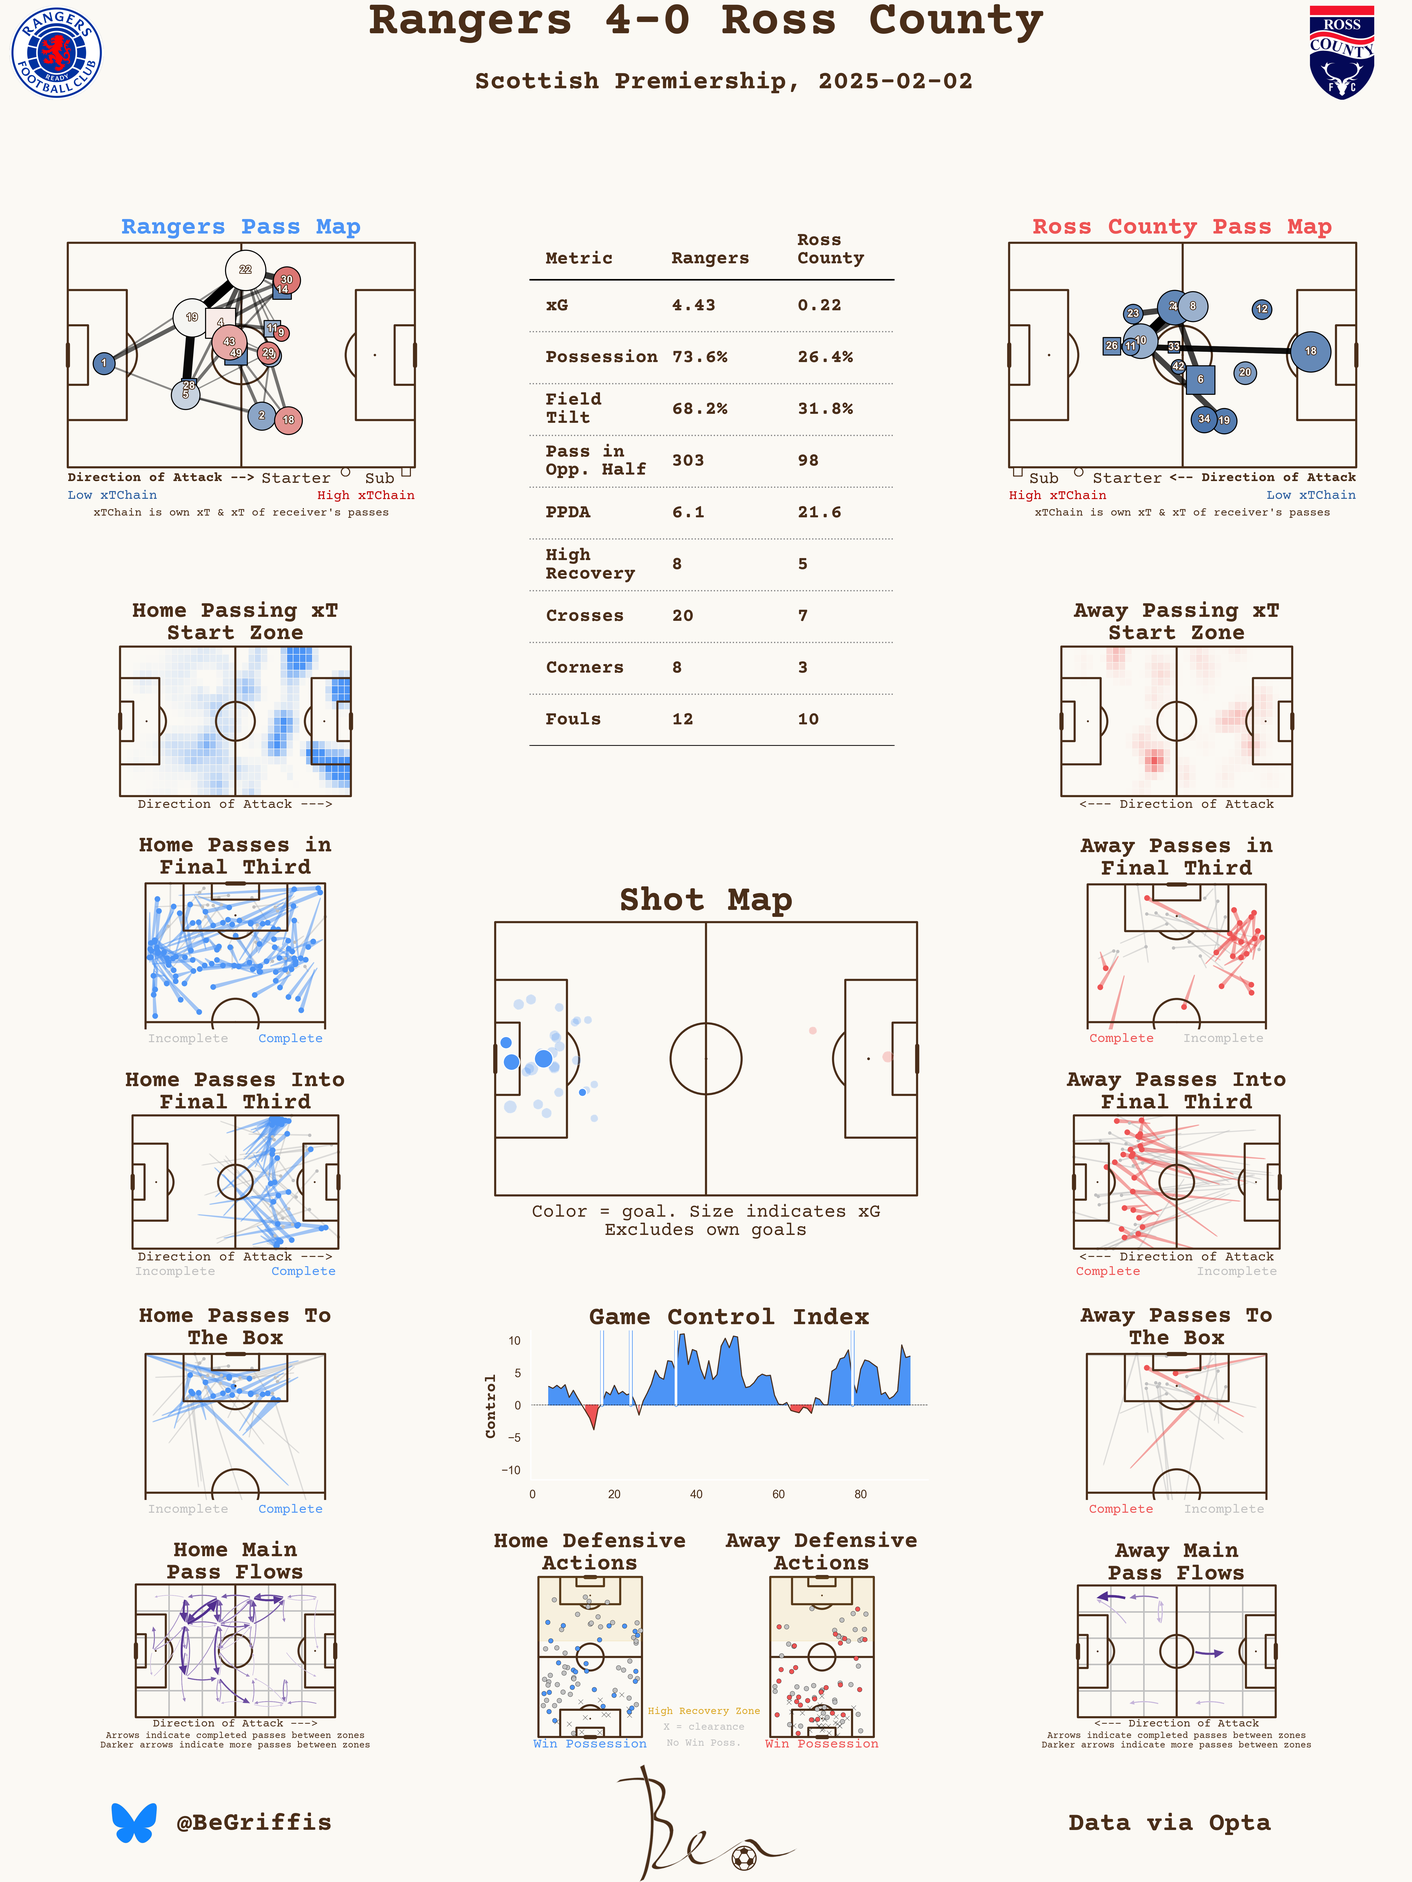 Rangers 4-0 Ross County
Scottish Premiership, 2025-02-02
RANGERS
READY
FOOTBALL CLUB
ROSS
COUNTY
F C
Rangers Pass Map
22
30
14
19
4
11
9
43
49
29
1
28
5
2
18
Direction of Attack --> Starter Sub
Low xTChain High xTChain
xTChain is own xT & xT of receiver's passes
Metric Rangers Ross County
xG 4.43 0.22
Possession 73.6% 26.4%
Field Tilt 68.2% 31.8%
Pass in Opp. Half 303 98
PPDA 6.1 21.6
High Recovery 8 5
Crosses 20 7
Corners 8 3
Fouls 12 10
Ross County Pass Map
23
8
12
26
11
10
33
18
42
6
20
34
19
Sub Starter <-- Direction of Attack
High xTChain Low xTChain
xTChain is own xT & xT of receiver's passes
Home Passing xT
Start Zone
Direction of Attack --->
Away Passing xT
Start Zone
<--- Direction of Attack
Home Passes in
Final Third
Incomplete Complete
Away Passes in
Final Third
Complete Incomplete
Shot Map
Color = goal. Size indicates xG
Excludes own goals
Home Passes Into
Final Third
Direction of Attack --->
Incomplete Complete
Away Passes Into
Final Third
<--- Direction of Attack
Complete Incomplete
Home Passes To
The Box
Incomplete Complete
Game Control Index
Control
10
5
0
−5
−10
0 20 40 60 80
Away Passes To
The Box
Complete Incomplete
Home Main
Pass Flows
Direction of Attack --->
Arrows indicate completed passes between zones
Darker arrows indicate more passes between zones
Home Defensive
Actions
Win Possession
High Recovery Zone
X = clearance
No Win Poss.
Away Defensive
Actions
Win Possession
Away Main
Pass Flows
<--- Direction of Attack
Arrows indicate completed passes between zones
Darker arrows indicate more passes between zones
@BeGriffis
Ben
Data via Opta